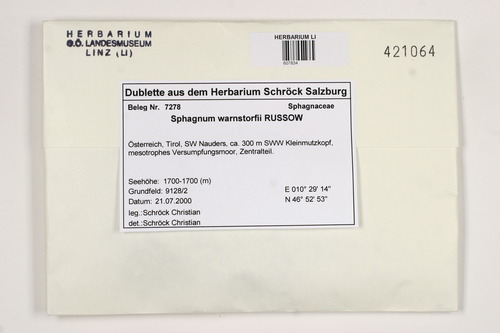 HERBARIUM
O.Ö. LANDESMUSEUM
LINZ (LI)
HERBARIUM LI
607834
421064
Dublette aus dem Herbarium Schröck Salzburg
Beleg Nr. 7278 Sphagnaceae
Sphagnum warnstorfii RUSSOW
Österreich, Tirol, SW Nauders, ca. 300 m SWW Kleinmutzkopf,
mesotrophes Versumpfungsmoor, Zentralteil.
Seehöhe: 1700-1700 (m)
Grundfeld: 9128/2 E 010° 29' 14"
Datum: 21.07.2000 N 46° 52' 53"
leg.:Schröck Christian
det.:Schröck Christian